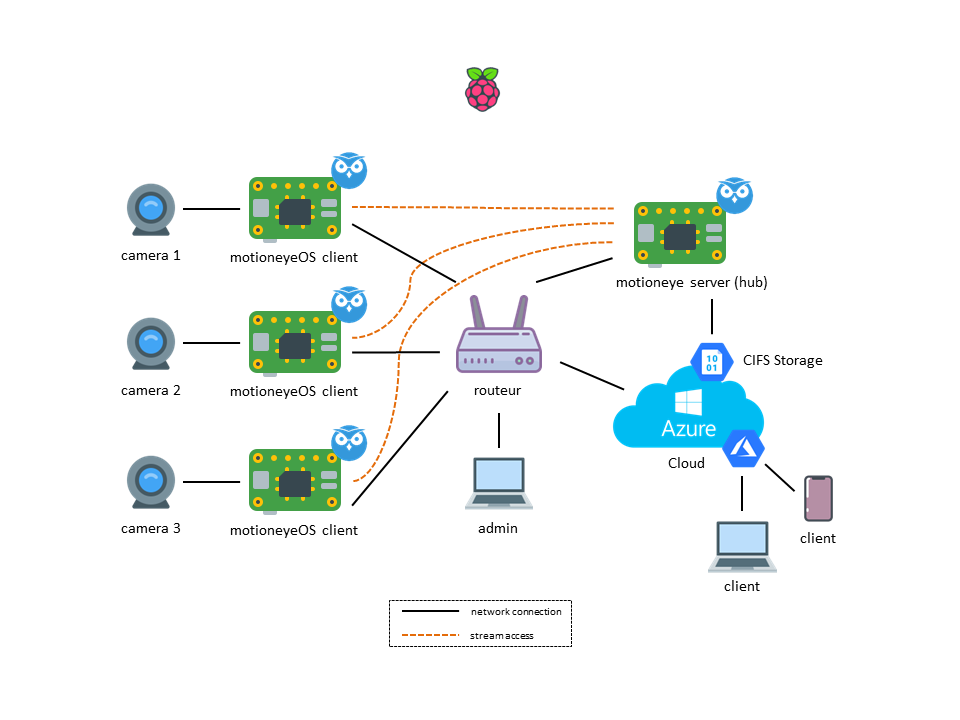 camera 1
motioneyeOS client
motioneye server (hub)
camera 2
motioneyeOS client
routeur
10
01
CIFS Storage
Azure
Cloud
camera 3
motioneyeOS client
admin
client
client
network connection
stream access